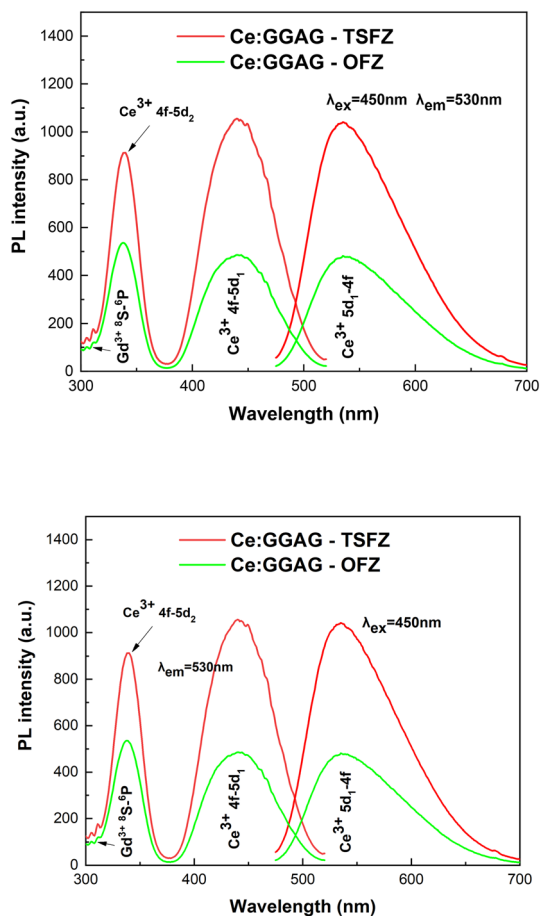 Ce:GGAG - TSFZ
Ce:GGAG - OFZ
λex=450nm λem=530nm
Ce3+ 4f-5d2
Gd3+ 8S-6P
Ce3+ 4f-5d1
Ce3+ 5d1-4f
PL intensity (a.u.)
1400
1200
1000
800
600
400
200
0
300 400 500 600 700
Wavelength (nm)
Ce:GGAG - TSFZ
Ce:GGAG - OFZ
Ce3+ 4f-5d2
λex=450nm
λem=530nm
Gd3+ 8S-6P
Ce3+ 4f-5d1
Ce3+ 5d1-4f
PL intensity (a.u.)
1400
1200
1000
800
600
400
200
0
300 400 500 600 700
Wavelength (nm)